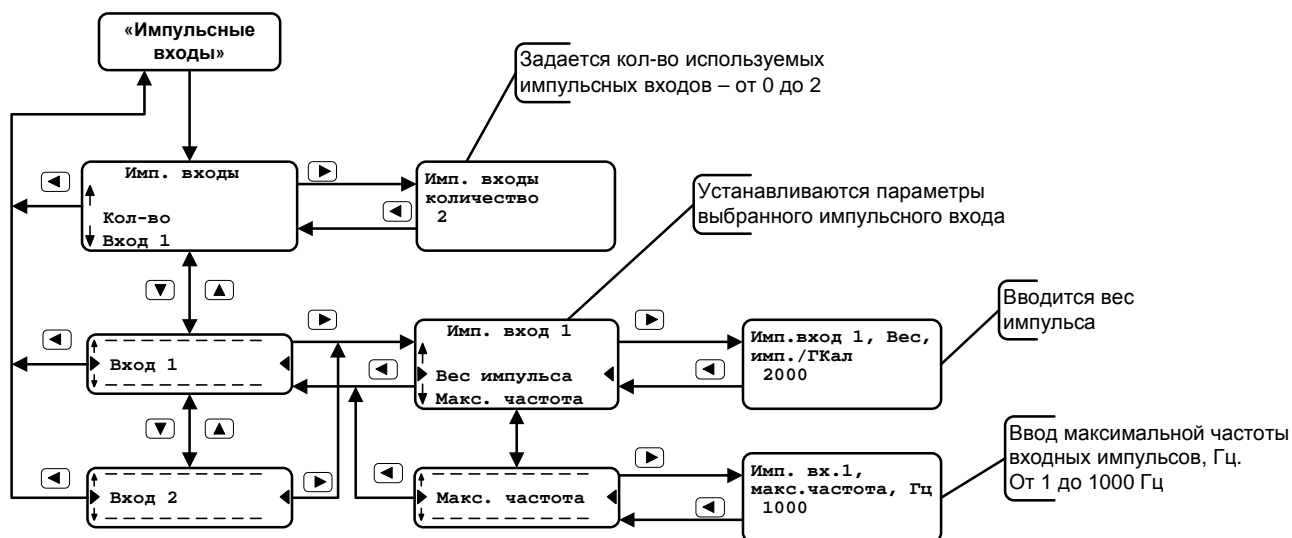 «Импульсные
входы»
Задается кол-во используемых
импульсных входов – от 0 до 2
Имп. входы
Кол-во
Вход 1
Имп. входы
количество
2
Устанавливаются параметры
выбранного импульсного входа
Вход 1
Имп. вход 1
Вес импульса
Макс. частота
Имп.вход 1, Вес,
имп./ГКал
2000
Вводится вес
импульса
Вход 2
Макс. частота
Имп. вх.1,
макс.частота, Гц
1000
Ввод максимальной частоты
входных импульсов, Гц.
От 1 до 1000 Гц